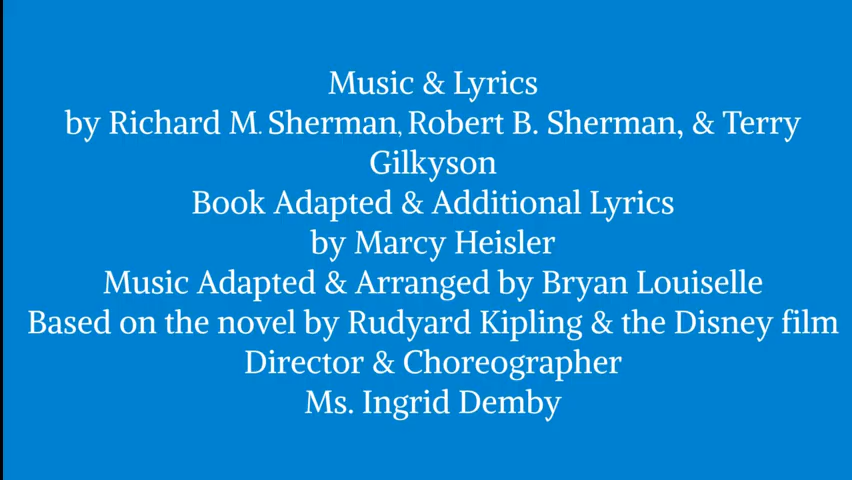 Music & Lyrics
by Richard M. Sherman, Robert B. Sherman, & Terry
Gilkyson
Book Adapted & Additional Lyrics
by Marcy Heisler
Music Adapted & Arranged by Bryan Louiselle
Based on the novel by Rudyard Kipling & the Disney film
Director & Choreographer
Ms. Ingrid Demby